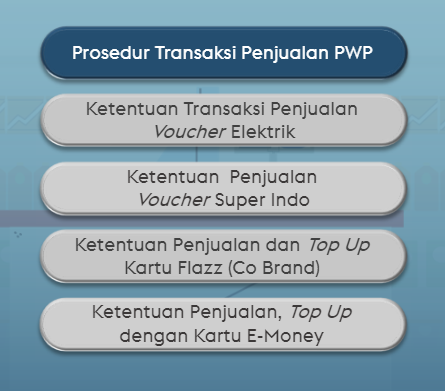 Prosedur Transaksi Penjualan PWP
Ketentuan Transaksi Penjualan
Voucher Elektrik
Ketentuan Penjualan
Voucher Super Indo
Ketentuan Penjualan dan Top Up
Kartu Flazz (Co Brand)
Ketentuan Penjualan, Top Up
dengan Kartu E-Money